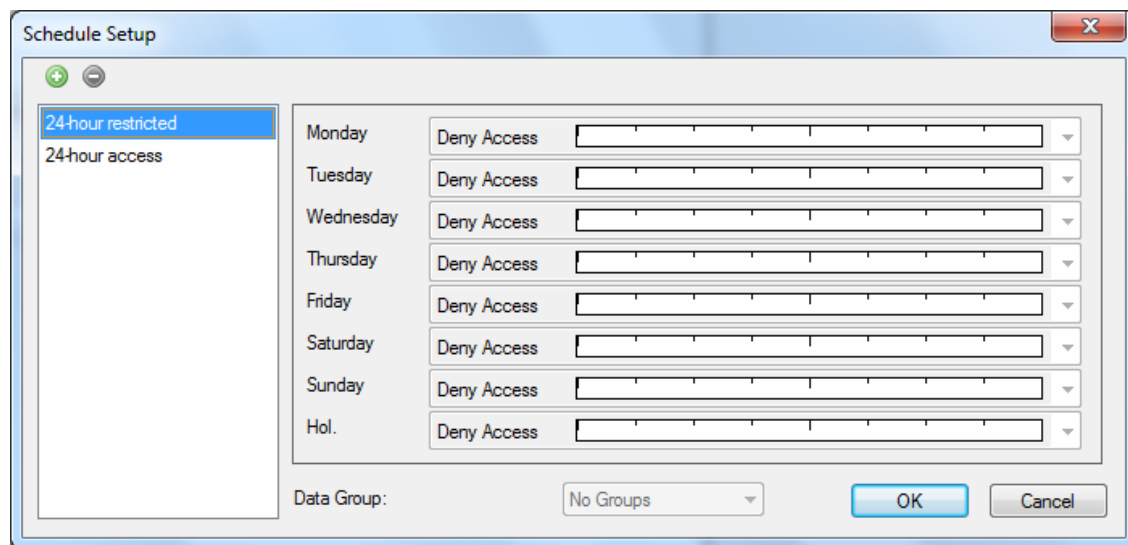 Schedule Setup
24-hour restricted
24-hour access
Monday Deny Access
Tuesday Deny Access
Wednesday Deny Access
Thursday Deny Access
Friday Deny Access
Saturday Deny Access
Sunday Deny Access
Hol. Deny Access
Data Group: No Groups OK Cancel